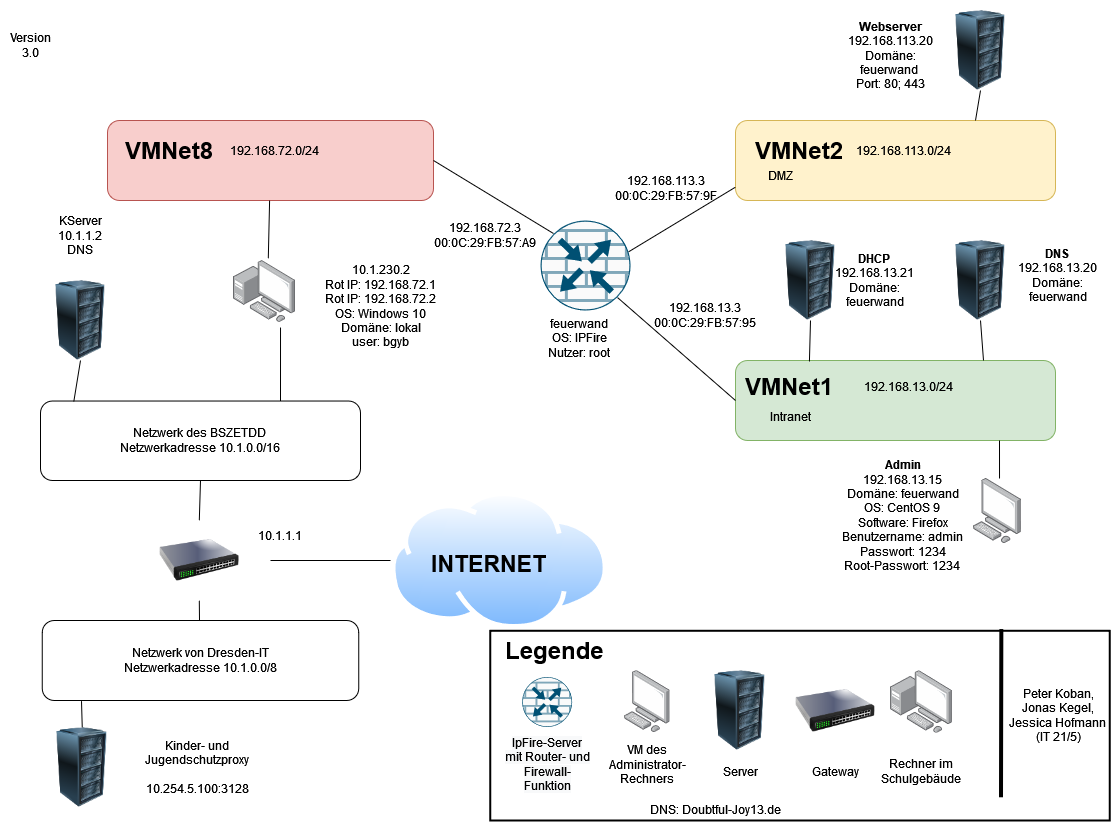 Version
3.0
Webserver
192.168.113.20
Domäne:
feuerwand
Port: 80; 443
VMNet8 192.168.72.0/24
VMNet2 192.168.113.0/24
DMZ
192.168.113.3
00:0C:29:FB:57:9F
192.168.72.3
00:0C:29:FB:57:A9
KServer
10.1.1.2
DNS
10.1.230.2
Rot IP: 192.168.72.1
Rot IP: 192.168.72.2
OS: Windows 10
Domäne: lokal
user: bgyb
feuerwand
OS: IPFire
Nutzer: root
192.168.13.3
00:0C:29:FB:57:95
DHCP
192.168.13.21
Domäne:
feuerwand
DNS
192.168.13.20
Domäne:
feuerwand
VMNet1 192.168.13.0/24
Intranet
Netzwerk des BSZETDD
Netzwerkadresse 10.1.0.0/16
Admin
192.168.13.15
Domäne: feuerwand
OS: CentOS 9
Software: Firefox
Benutzername: admin
Passwort: 1234
Root-Passwort: 1234
10.1.1.1
INTERNET
Netzwerk von Dresden-IT
Netzwerkadresse 10.1.0.0/8
Kinder- und
Jugendschutzproxy
10.254.5.100:3128
Legende
IpFire-Server
mit Router- und
Firewall-
Funktion
VM des
Administrator-
Rechners
Server
Gateway
Rechner im
Schulgebäude
DNS: Doubtful-Joy13.de
Peter Koban,
Jonas Kegel,
Jessica Hofmann
(IT 21/5)